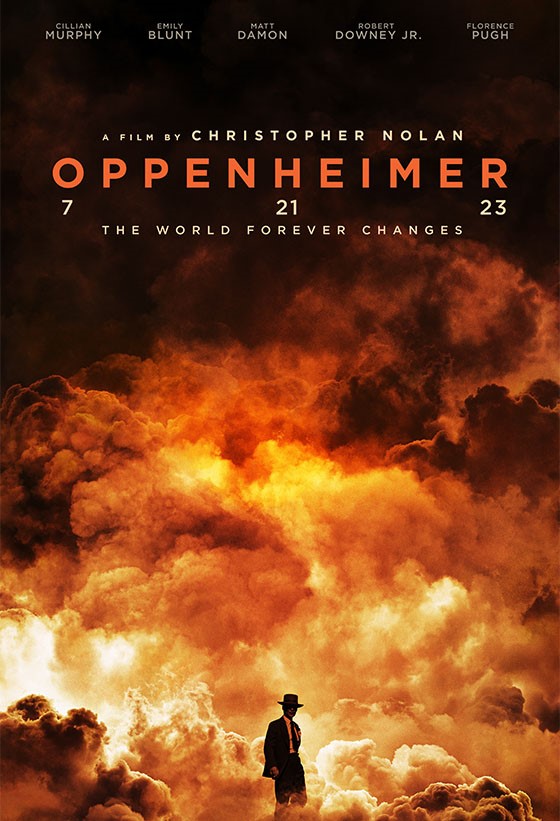 CILLIAN MURPHY EMILY BLUNT MATT DAMON ROBERT DOWNEY JR. FLORENCE PUGH
A FILM BY CHRISTOPHER NOLAN
OPPENHEIMER
7 21 23
THE WORLD FOREVER CHANGES